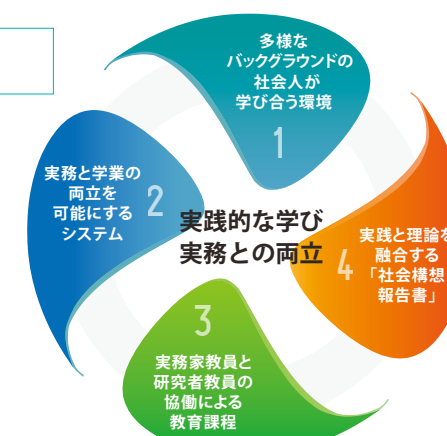 多様な
バックグラウンドの
社会人が
学び合う環境
1
実務と学業の
両立を
可能にする
システム
2
実践的な学び
実務との両立
3
実務家教員と
研究者教員の
協働による
教育課程
4
実践と理論を
融合する
「社会構想
報告書」